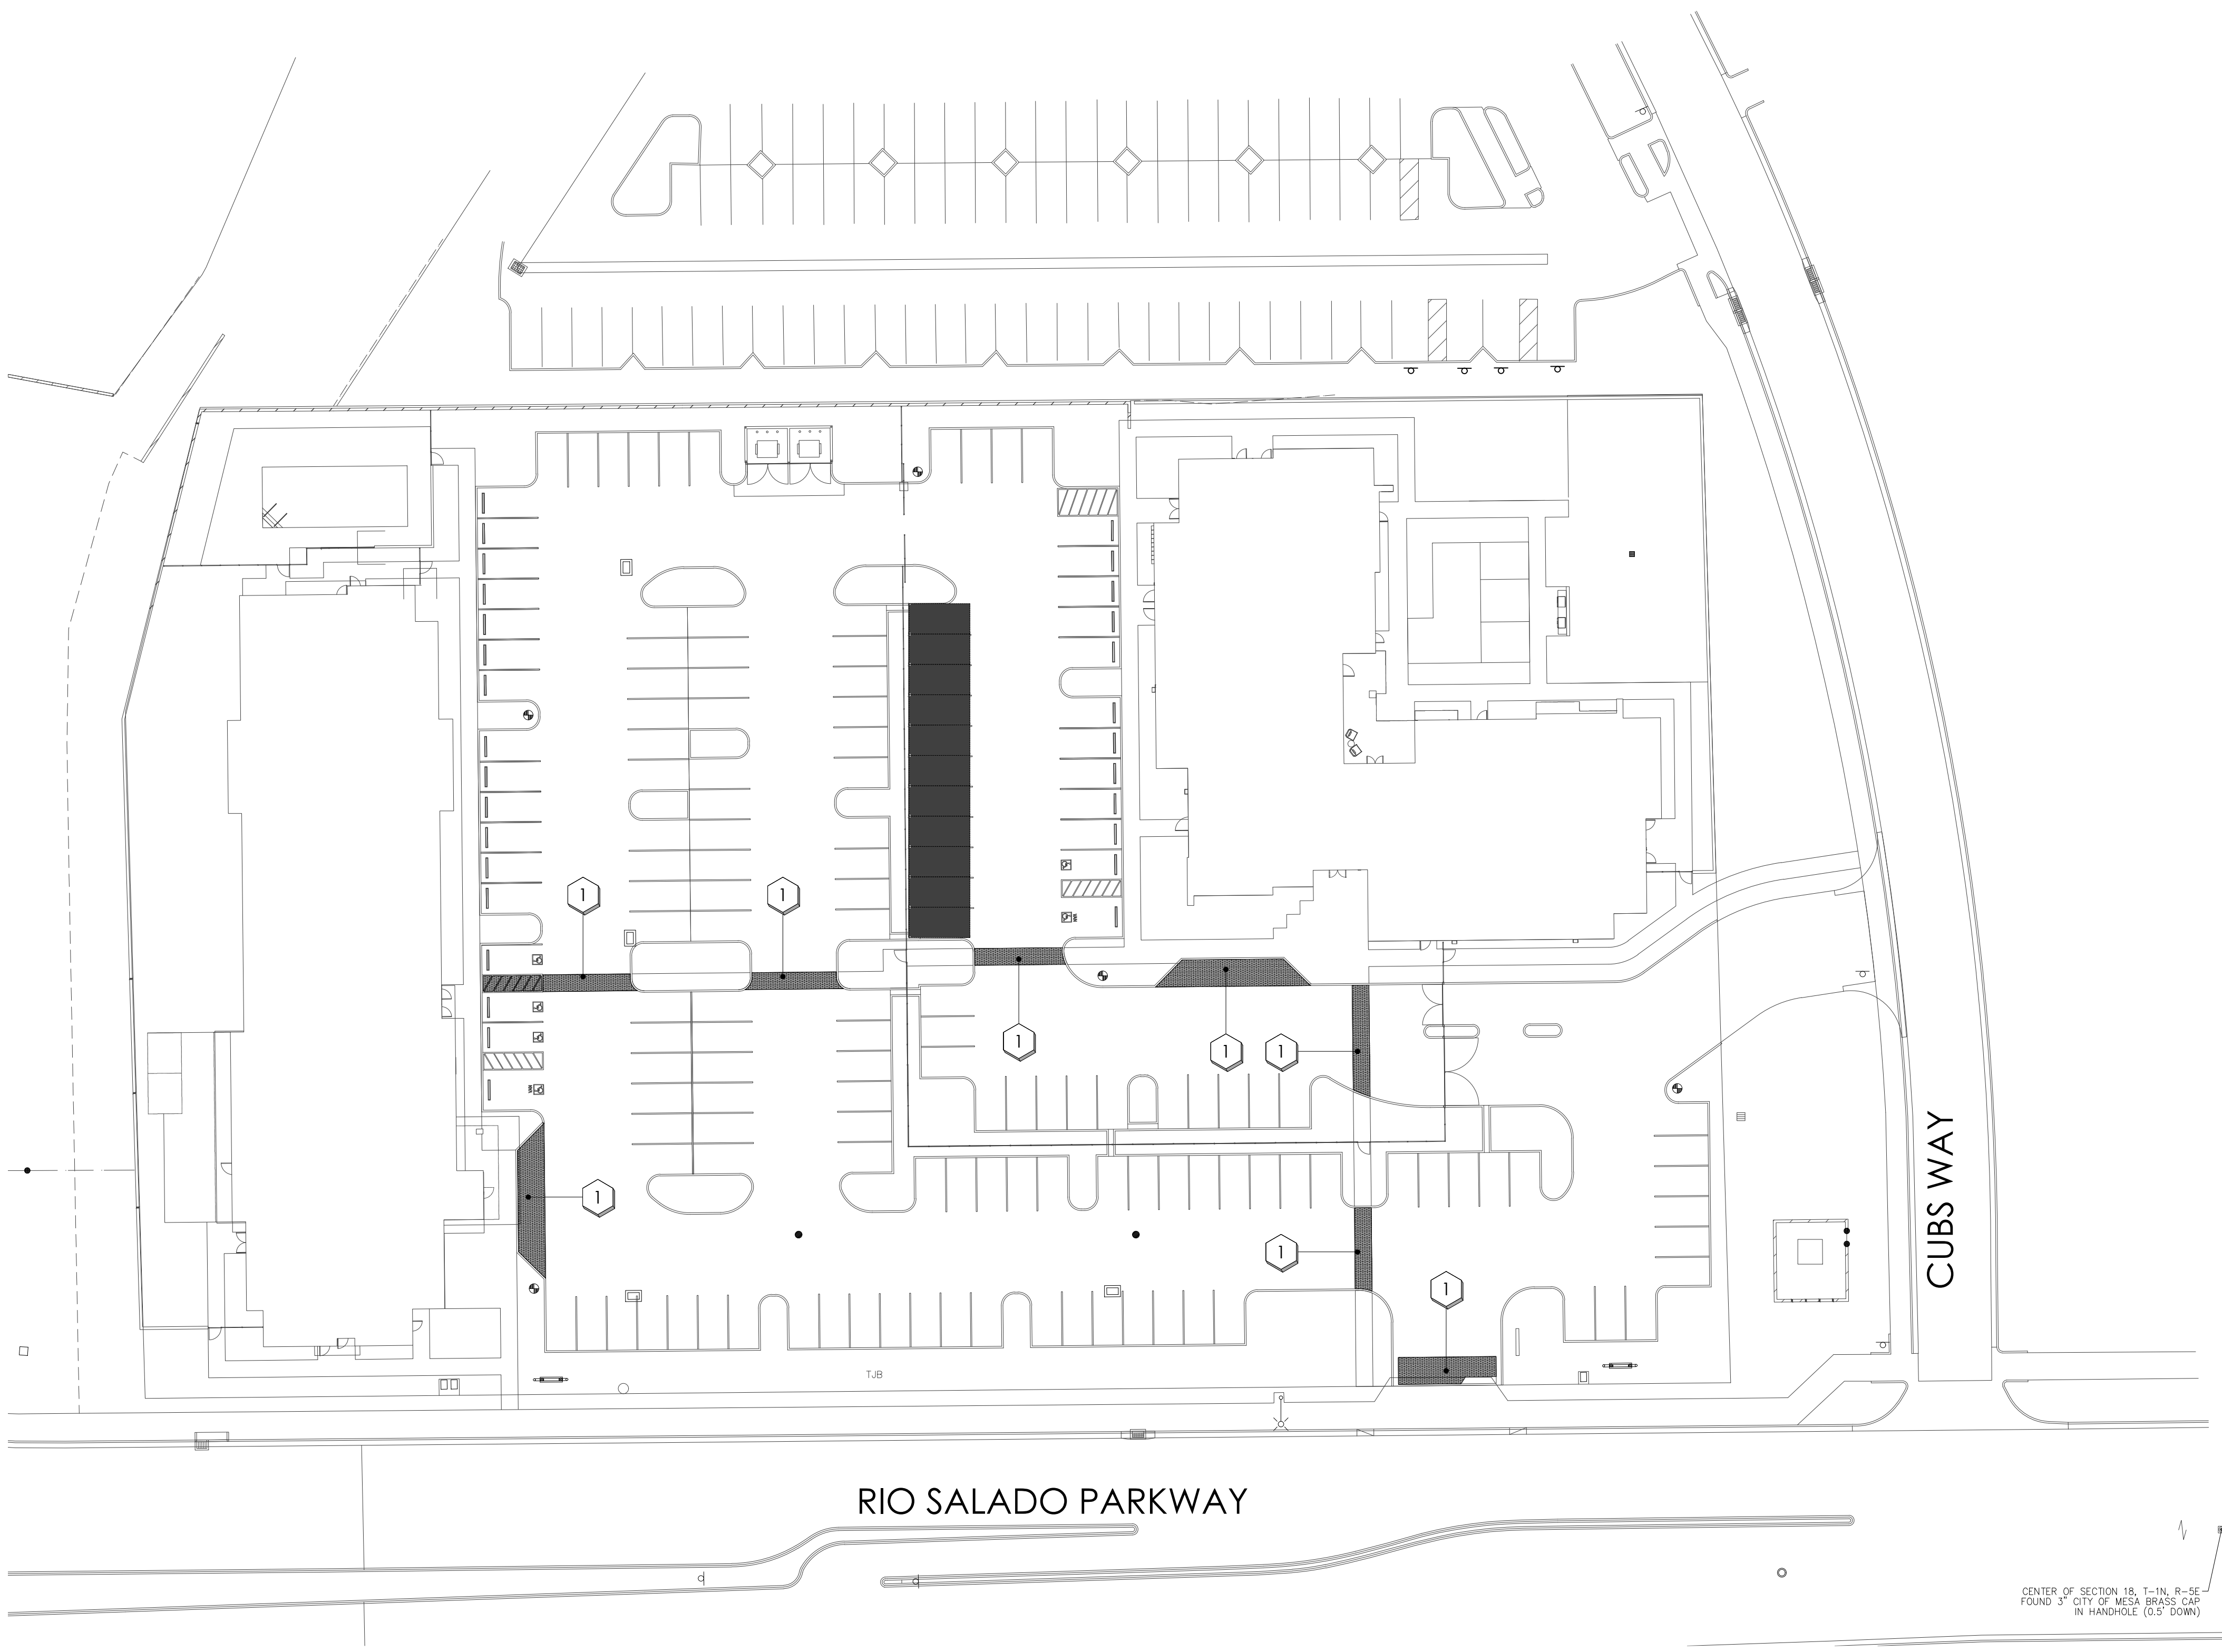 1
1
1
1
1
1
1
1
TJB
CUBS WAY
RIO SALADO PARKWAY
CENTER OF SECTION 18, T-1N, R-5E
FOUND 3" CITY OF MESA BRASS CAP
IN HANDHOLE (0.5' DOWN)